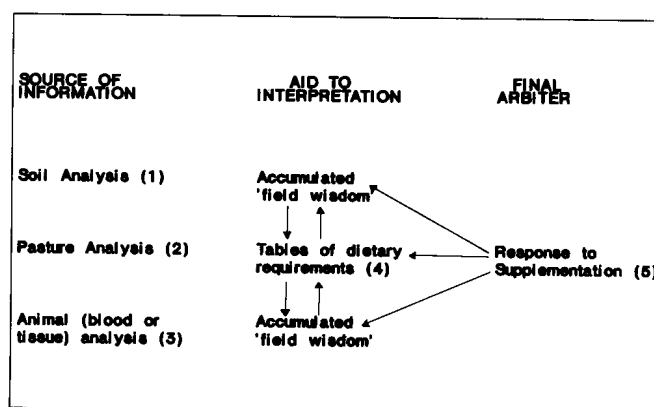 SOURCE OF INFORMATION
AID TO INTERPRETATION
FINAL ARBITER
Soil Analysis (1)
Accumulated
'field wisdom'
Pasture Analysis (2)
Tables of dietary
requirements (4)
Response to
Supplementation (5)
Animal (blood or
tissue) analysis (3)
Accumulated
'field wisdom'